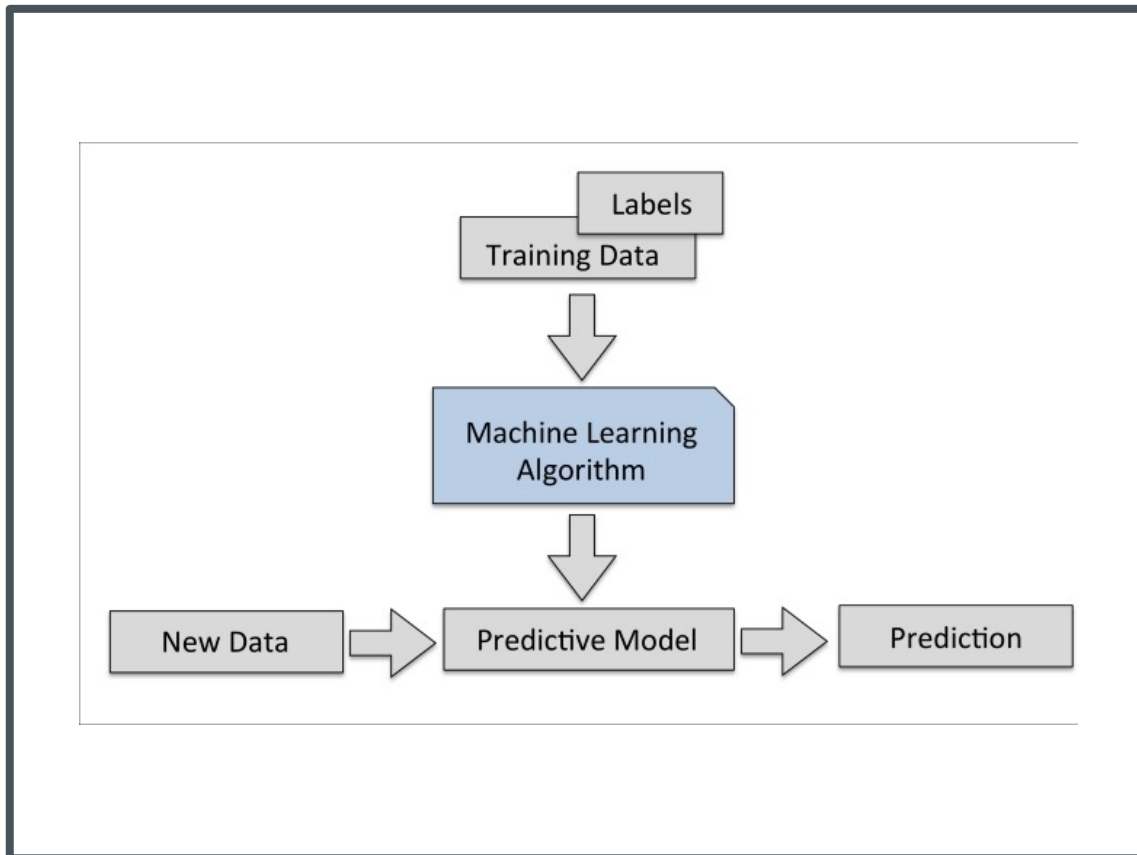 Labels
Training Data
Machine Learning
Algorithm
New Data
Predictive Model
Prediction